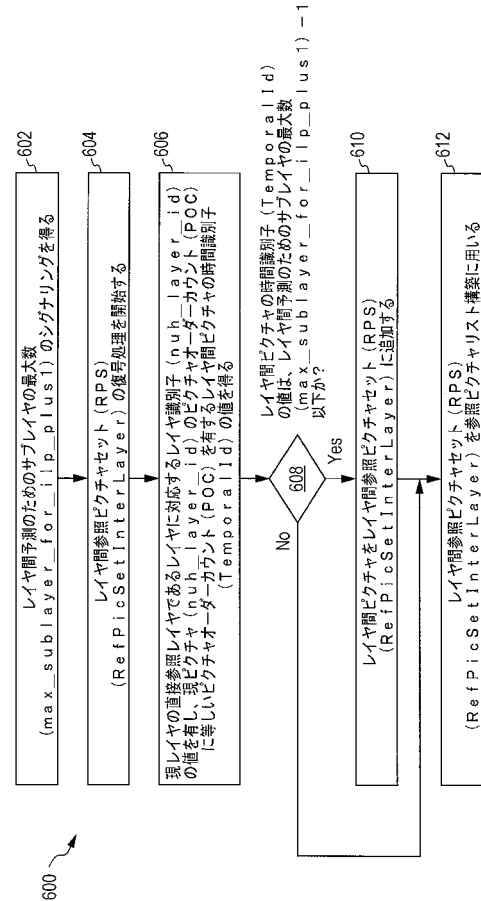 600
602
レイヤ間予測のためのサブレイヤの最大数
(max_sublayer_for_ilp_plus1)のシグナリングを得る
604
レイヤ間参照ピクチャセット(RPS)
(RefPicSetInterLayer)の復号処理を開始する
606
現レイヤの直接参照レイヤであるレイヤに対応するレイヤ識別子(nuh_layer_id)
の値を有し、現ピクチャ(nuh_layer_id)のピクチャオーダーカウント(POC)
に等しいピクチャオーダーカウント(POC)を有するレイヤ間ピクチャの時間識別子
(TemporalId)の値を得る
608
レイヤ間ピクチャの時間識別子(TemporalId)
の値は、レイヤ間予測のためのサブレイヤの最大数
(max_sublayer_for_ilp_plus1)-1
以下か?
No
Yes
610
レイヤ間ピクチャをレイヤ間参照ピクチャセット(RPS)
(RefPicSetInterLayer)に追加する
612
レイヤ間参照ピクチャセット(RPS)
(RefPicSetInterLayer)を参照ピクチャリスト構築に用いる